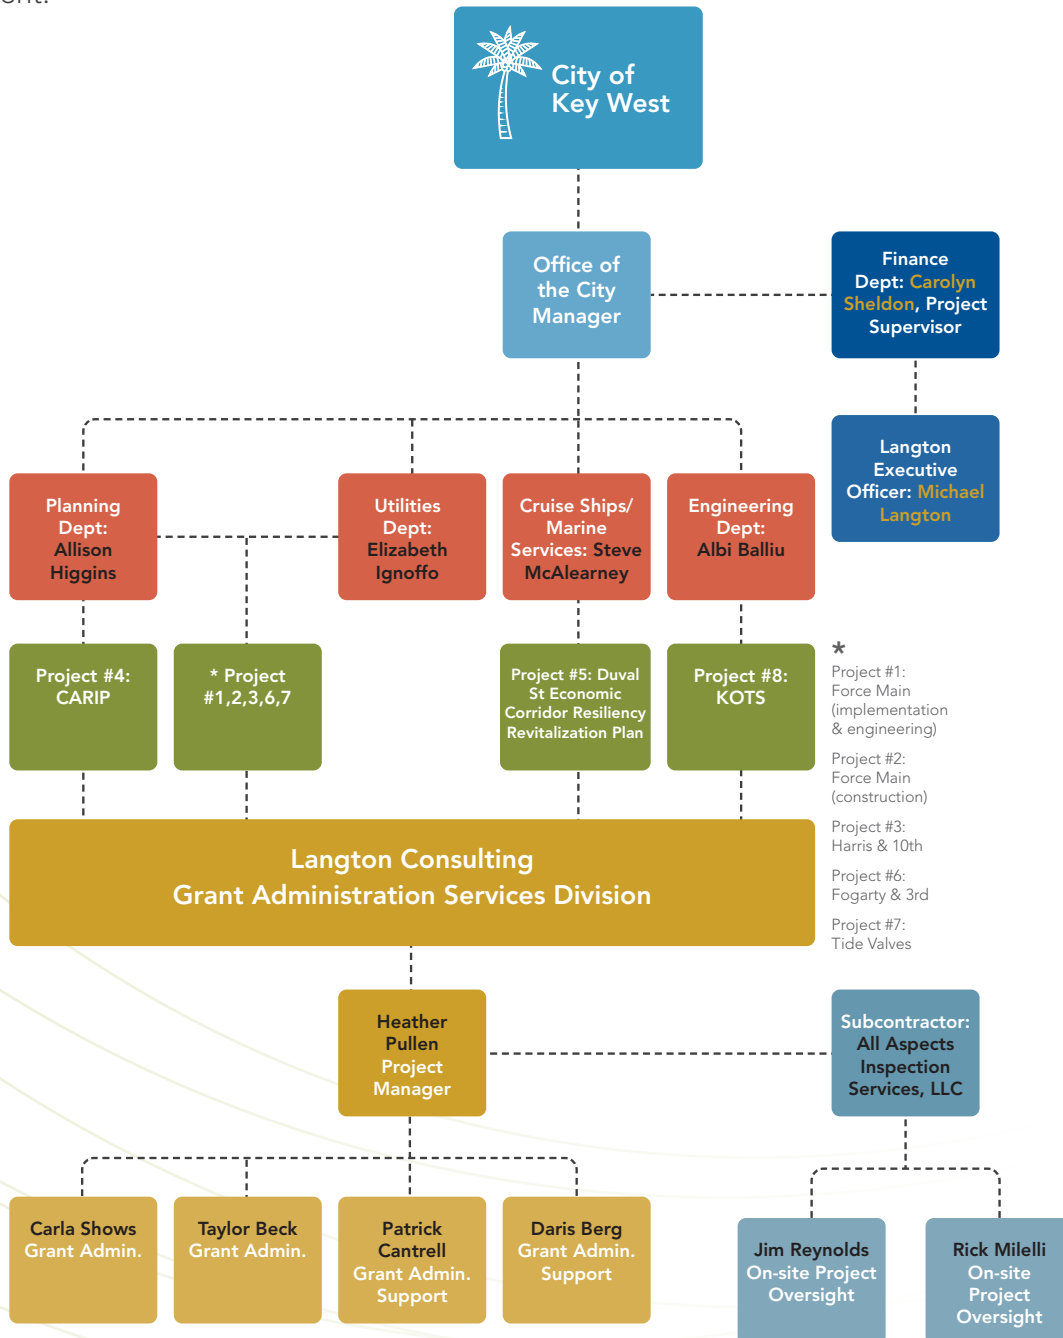 City of
Key West
Office of
the City
Manager
Finance
Dept: Carolyn
Sheldon, Project
Supervisor
Langton
Executive
Officer: Michael
Langton
Planning
Dept:
Allison
Higgins
Utilities
Dept:
Elizabeth
Ignoffo
Cruise Ships/
Marine
Services: Steve
McAlearney
Engineering
Dept:
Albi Balliu
Project #4:
CARIP
* Project
#1,2,3,6,7
Project #5: Duval
St Economic
Corridor Resiliency
Revitalization Plan
Project #8:
KOTS
*
Project #1:
Force Main
(implementation
& engineering)
Project #2:
Force Main
(construction)
Project #3:
Harris & 10th
Project #6:
Fogarty & 3rd
Project #7:
Tide Valves
Langton Consulting
Grant Administration Services Division
Heather
Pullen
Project
Manager
Subcontractor:
All Aspects
Inspection
Services, LLC
Carla Shows
Grant Admin.
Taylor Beck
Grant Admin.
Patrick
Cantrell
Grant Admin.
Support
Daris Berg
Grant Admin.
Support
Jim Reynolds
On-site Project
Oversight
Rick Milelli
On-site
Project
Oversight